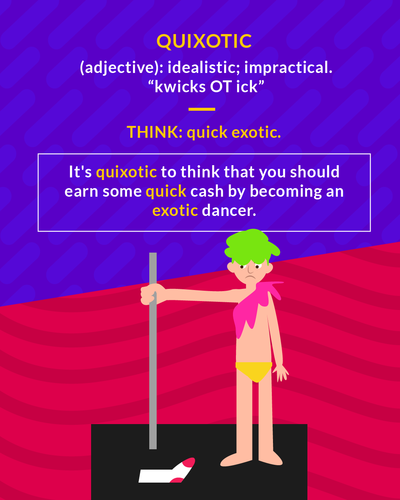 QUIXOTIC
(adjective): idealistic; impractical.
“kwicks OT ick”
THINK: quick exotic.
It's quixotic to think that you should
earn some quick cash by becoming an
exotic dancer.